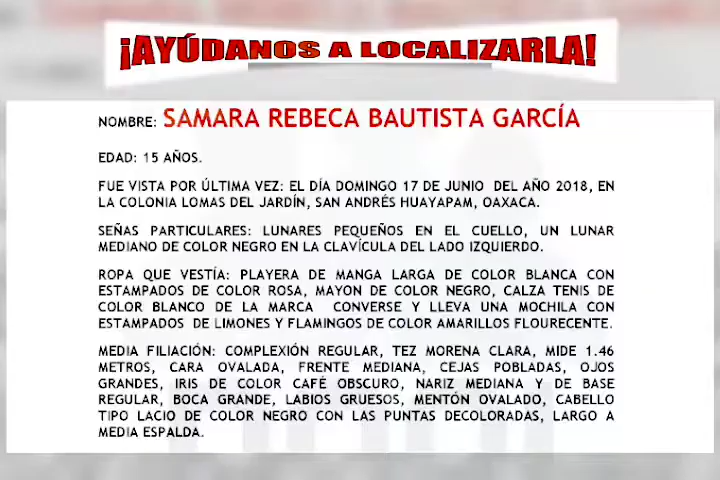 ¡AYÚDANOS A LOCALIZARLA!
NOMBRE: SAMARA REBECA BAUTISTA GARCÍA
EDAD: 15 AÑOS.
FUE VISTA POR ÚLTIMA VEZ: EL DÍA DOMINGO 17 DE JUNIO DEL AÑO 2018, EN
LA COLONIA LOMAS DEL JARDÍN, SAN ANDRÉS HUAYAPAM, OAXACA.
SEÑAS PARTICULARES: LUNARES PEQUEÑOS EN EL CUELLO, UN LUNAR
MEDIANO DE COLOR NEGRO EN LA CLAVÍCULA DEL LADO IZQUIERDO.
ROPA QUE VESTÍA: PLAYERA DE MANGA LARGA DE COLOR BLANCA CON
ESTAMPADOS DE COLOR ROSA, MAYON DE COLOR NEGRO, CALZA TENIS DE
COLOR BLANCO DE LA MARCA CONVERSE Y LLEVA UNA MOCHILA CON
ESTAMPADOS DE LIMONES Y FLAMINGOS DE COLOR AMARILLOS FLOURECENTE.
MEDIA FILIACIÓN: COMPLEXIÓN REGULAR, TEZ MORENA CLARA, MIDE 1.46
METROS, CARA OVALADA, FRENTE MEDIANA, CEJAS POBLADAS, OJOS
GRANDES, IRIS DE COLOR CAFÉ OBSCURO, NARIZ MEDIANA Y DE BASE
REGULAR, BOCA GRANDE, LABIOS GRUESOS, MENTÓN OVALADO, CABELLO
TIPO LACIO DE COLOR NEGRO CON LAS PUNTAS DECOLORADAS, LARGO A
MEDIA ESPALDA.